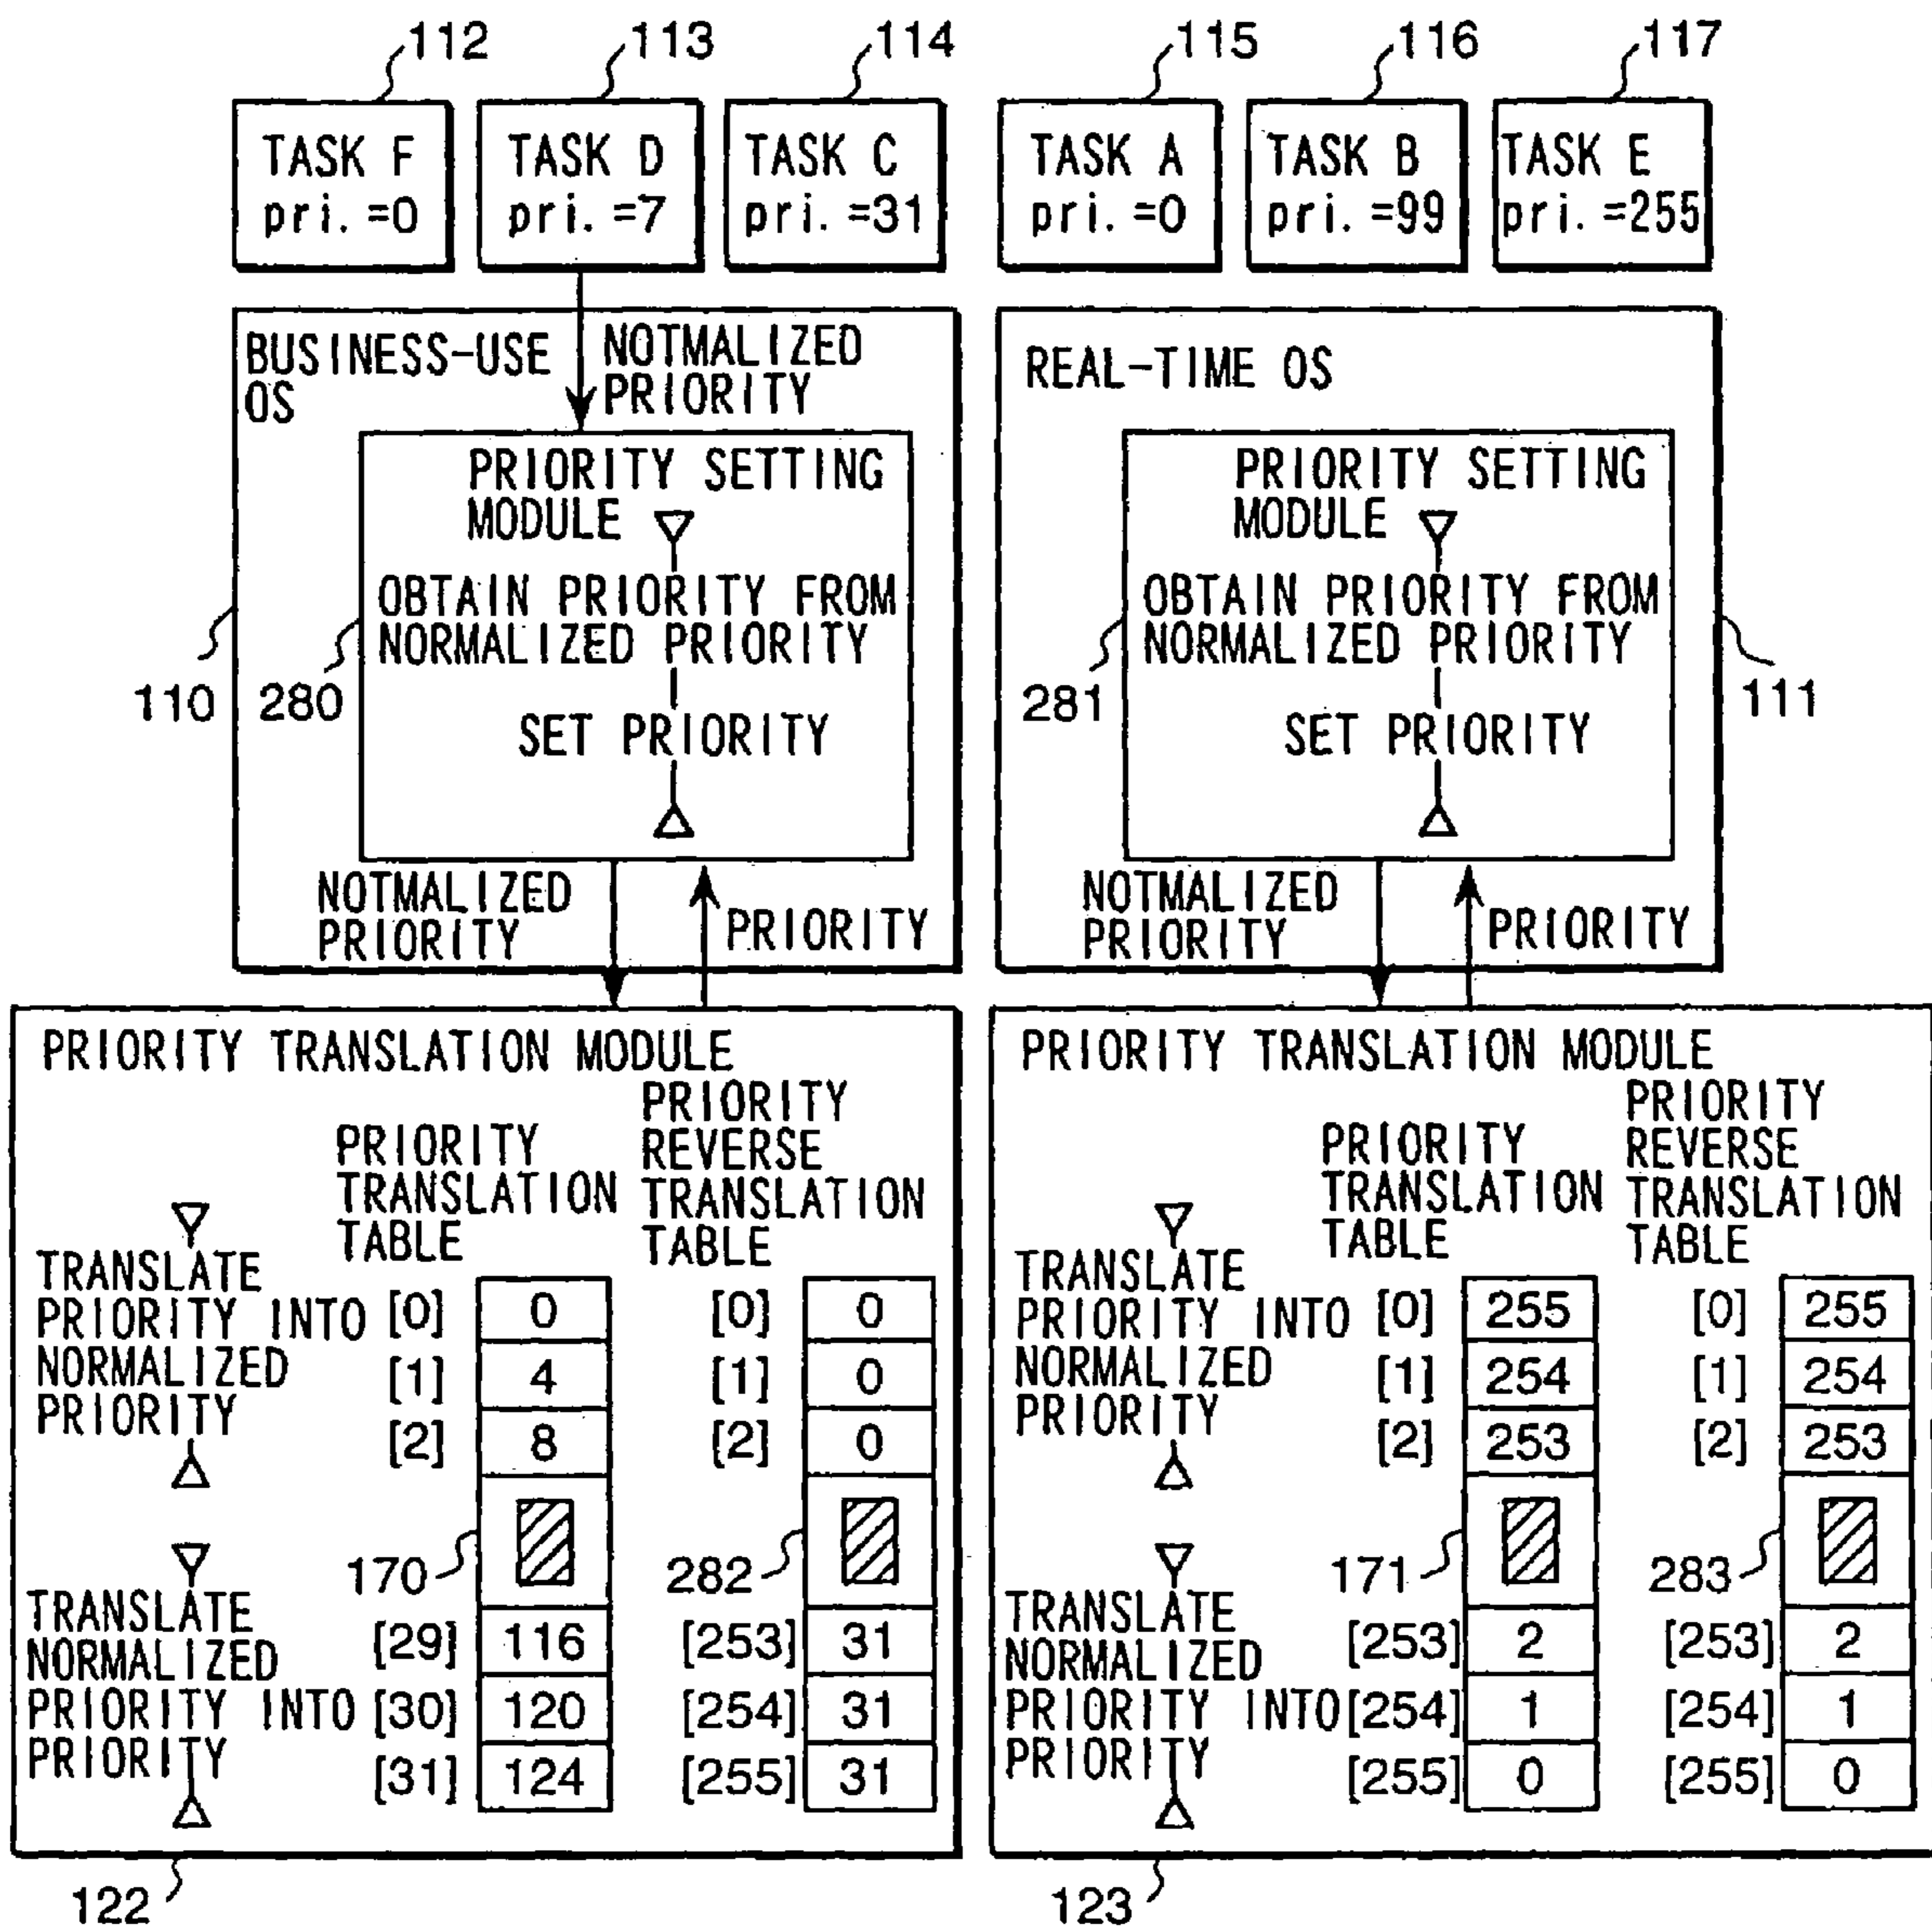 112
113
114
115
116
117
TASK F
pri. =0
TASK D
pri. =7
TASK C
pri. =31
TASK A
pri. =0
TASK B
pri. =99
TASK E
pri. =255
BUSINESS-USE
OS
NOTMALIZED
PRIORITY
PRIORITY SETTING
MODULE
OBTAIN PRIORITY FROM
NORMALIZED PRIORITY
SET PRIORITY
110
280
NOTMALIZED
PRIORITY
PRIORITY
REAL-TIME OS
PRIORITY SETTING
MODULE
OBTAIN PRIORITY FROM
NORMALIZED PRIORITY
SET PRIORITY
281
111
NOTMALIZED
PRIORITY
PRIORITY
PRIORITY TRANSLATION MODULE
PRIORITY
TRANSLATION
TABLE
PRIORITY
REVERSE
TRANSLATION
TABLE
TRANSLATE
PRIORITY INTO
NORMALIZED
PRIORITY
[0] 0
[1] 4
[2] 8
170
[29] 116
[30] 120
[31] 124
[0] 0
[1] 0
[2] 0
282
[253] 31
[254] 31
[255] 31
TRANSLATE
NORMALIZED
PRIORITY INTO
PRIORITY
122
PRIORITY TRANSLATION MODULE
PRIORITY
TRANSLATION
TABLE
PRIORITY
REVERSE
TRANSLATION
TABLE
TRANSLATE
PRIORITY INTO
NORMALIZED
PRIORITY
[0] 255
[1] 254
[2] 253
171
[253] 2
[254] 1
[255] 0
[0] 255
[1] 254
[2] 253
283
[253] 2
[254] 1
[255] 0
TRANSLATE
NORMALIZED
PRIORITY INTO
PRIORITY
123